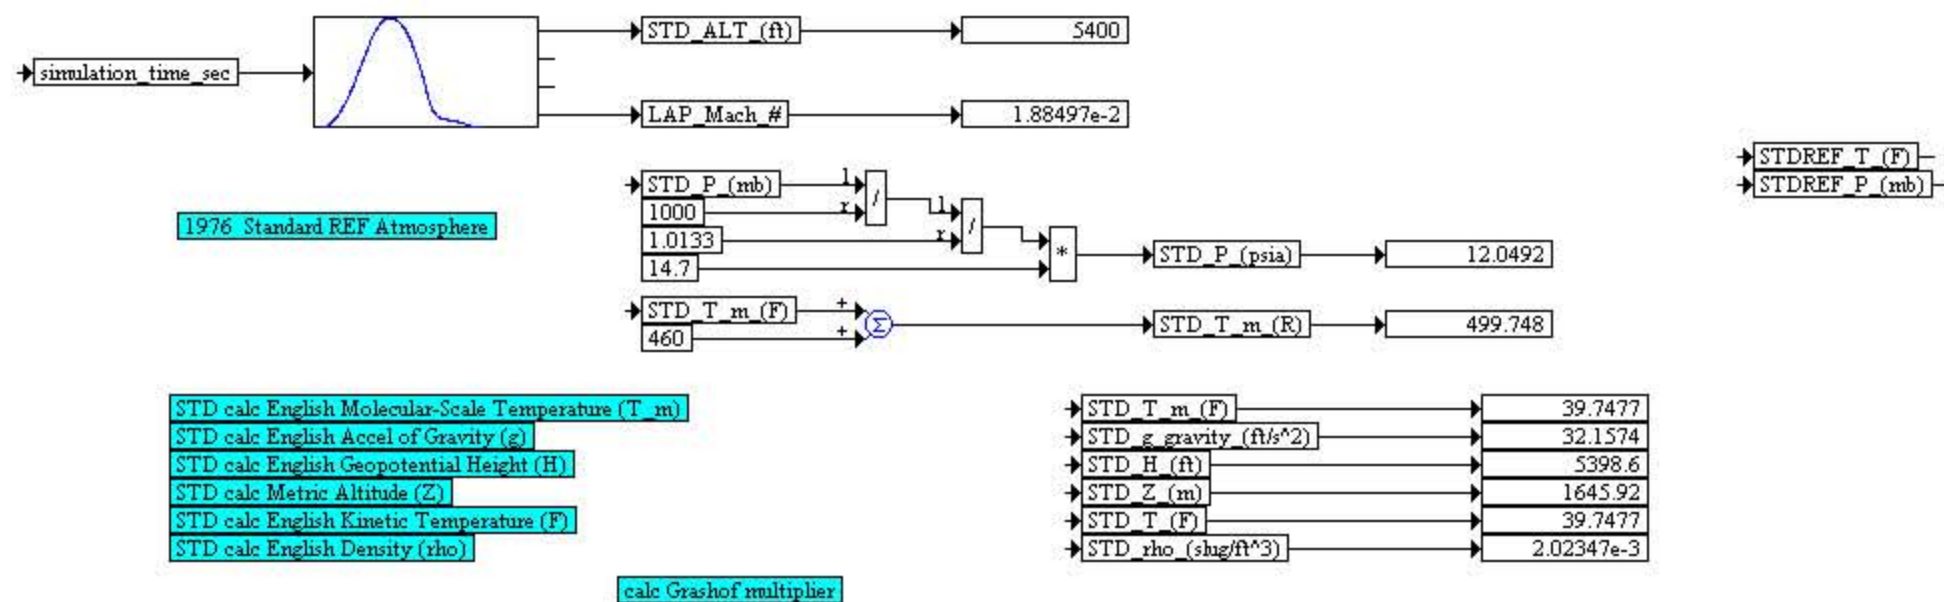 STD_ALT_(ft)
5400
simulation_time_sec
LAP_Mach_#
1.88497e-2
STDREF_T_(F)
STDREF_P_(mb)
STD_P_(mb)
l
/
1000
r
l
/
1.0133
r
*
14.7
STD_P_(psia)
12.0492
1976 Standard REF Atmosphere
STD_T_m_(F)
+
Σ
460
+
STD_T_m_(R)
499.748
STD calc English Molecular-Scale Temperature (T_m)
STD_T_m_(F)
39.7477
STD calc English Accel of Gravity (g)
STD_g_gravity_(ft/s^2)
32.1574
STD calc English Geopotential Height (H)
STD_H_(ft)
5398.6
STD calc Metric Altitude (Z)
STD_Z_(m)
1645.92
STD calc English Kinetic Temperature (F)
STD_T_(F)
39.7477
STD calc English Density (rho)
STD_rho_(slug/ft^3)
2.02347e-3
calc Grashof multiplier